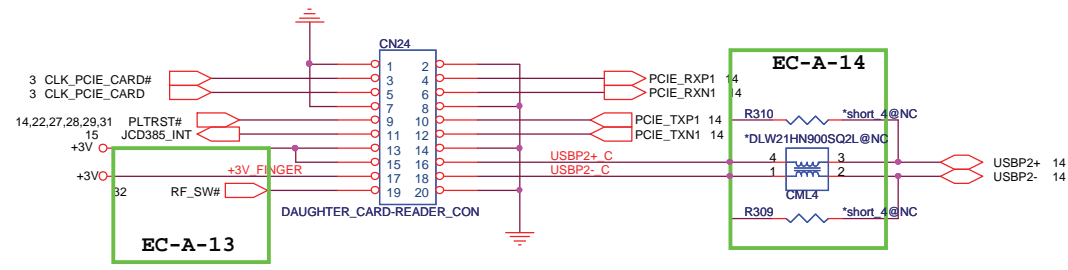 CN24
1 2
3 CLK_PCIE_CARD# 3 4 PCIE_RXP1 14
3 CLK_PCIE_CARD 5 6 PCIE_RXN1 14
7 8
14,22,27,28,29,31 PLTRST# 9 10 PCIE_TXP1 14
15 JCD385_INT 11 12 PCIE_TXN1 14
+3V 13 14
15 16 USBP2+_C
+3V +3V_FINGER 17 18 USBP2-_C
32 RF_SW# 19 20
DAUGHTER_CARD-READER_CON
EC-A-13
EC-A-14
R310 *short_4@NC
*DLW21HN900SQ2L@NC
4 3 USBP2+ 14
1 2 USBP2- 14
CML4
R309 *short_4@NC